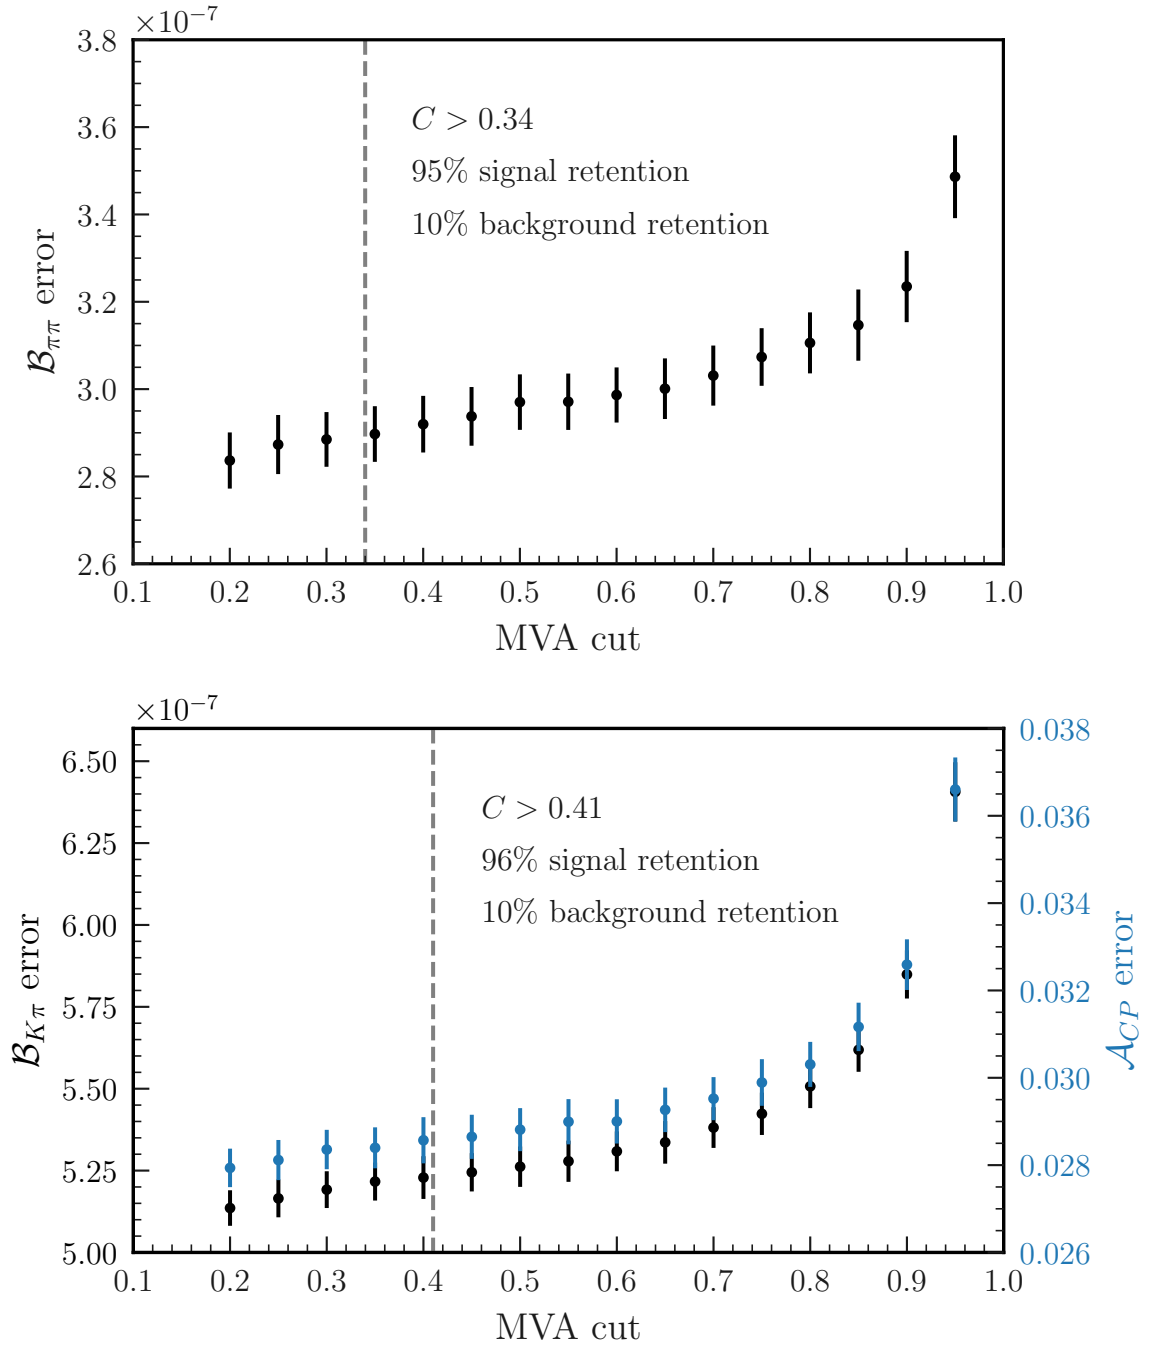 ×10⁻⁷
3.8
3.6
3.4
3.2
3.0
2.8
2.6
ℬππ error
C > 0.34
95% signal retention
10% background retention
0.1 0.2 0.3 0.4 0.5 0.6 0.7 0.8 0.9 1.0
MVA cut
×10⁻⁷
6.50
6.25
6.00
5.75
5.50
5.25
5.00
ℬKπ error
C > 0.41
96% signal retention
10% background retention
0.038
0.036
0.034
0.032
0.030
0.028
0.026
𝒜CP error
0.1 0.2 0.3 0.4 0.5 0.6 0.7 0.8 0.9 1.0
MVA cut